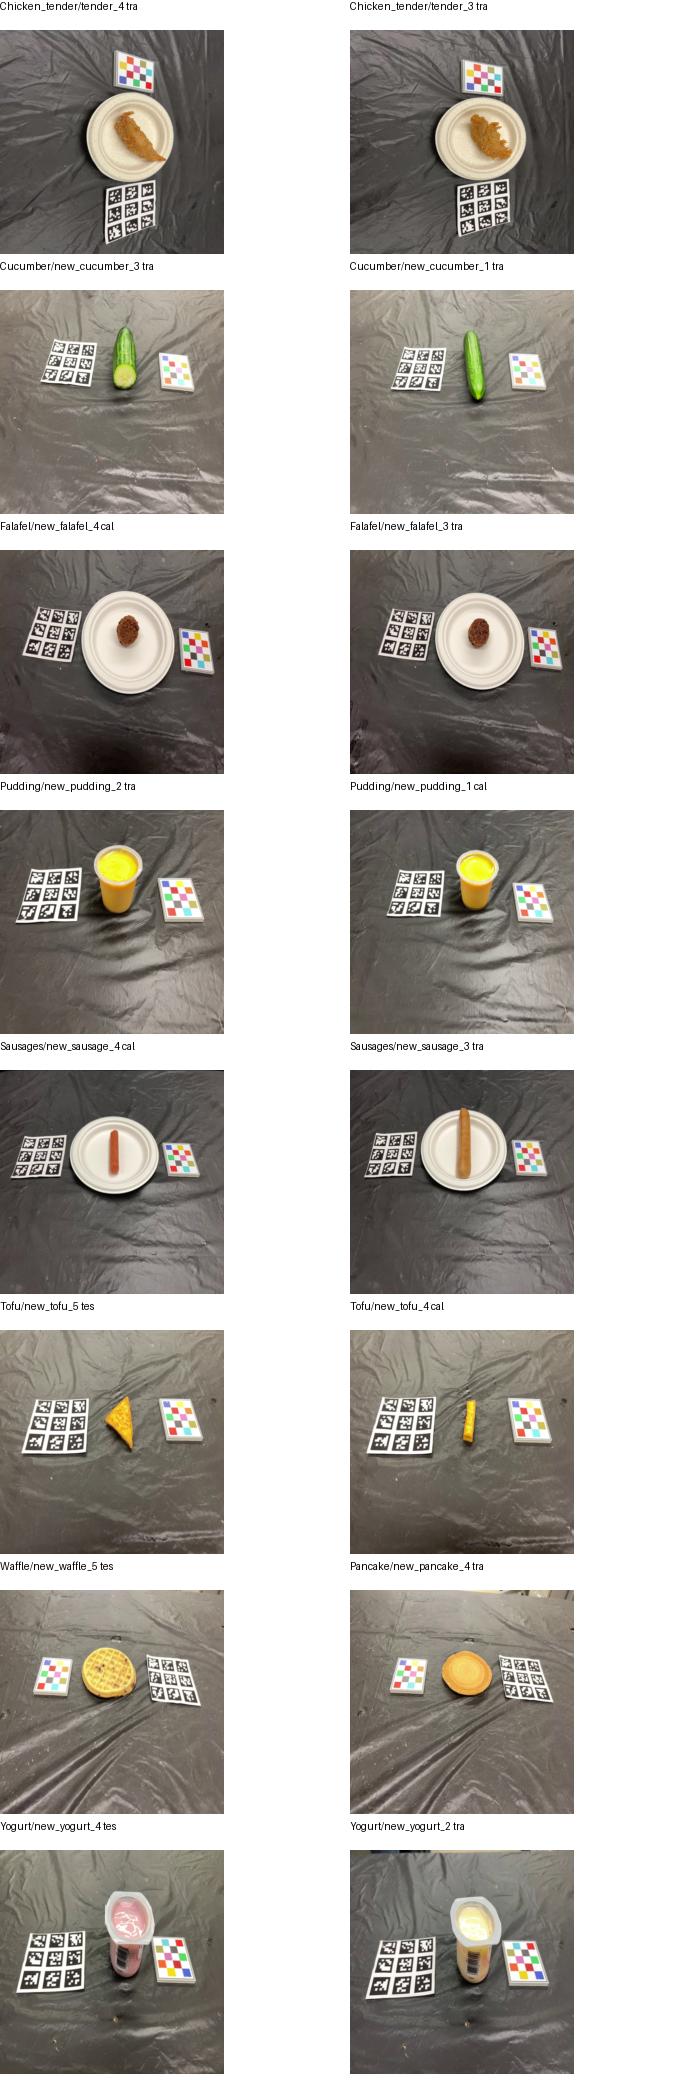 Chicken_tender/tender_4 tra
Chicken_tender/tender_3 tra
Cucumber/new_cucumber_3 tra
Cucumber/new_cucumber_1 tra
Falafel/new_falafel_4 cal
Falafel/new_falafel_3 tra
Pudding/new_pudding_2 tra
Pudding/new_pudding_1 cal
Sausages/new_sausage_4 cal
Sausages/new_sausage_3 tra
Tofu/new_tofu_5 tes
Tofu/new_tofu_4 cal
Waffle/new_waffle_5 tes
Pancake/new_pancake_4 tra
Yogurt/new_yogurt_4 tes
Yogurt/new_yogurt_2 tra